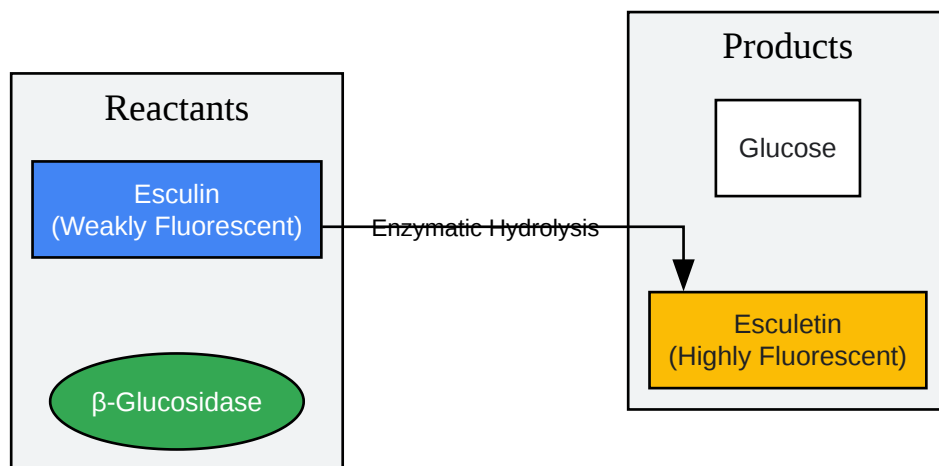 Reactants
Esculin
(Weakly Fluorescent)
β-Glucosidase
Enzymatic Hydrolysis
Products
Glucose
Esculetin
(Highly Fluorescent)